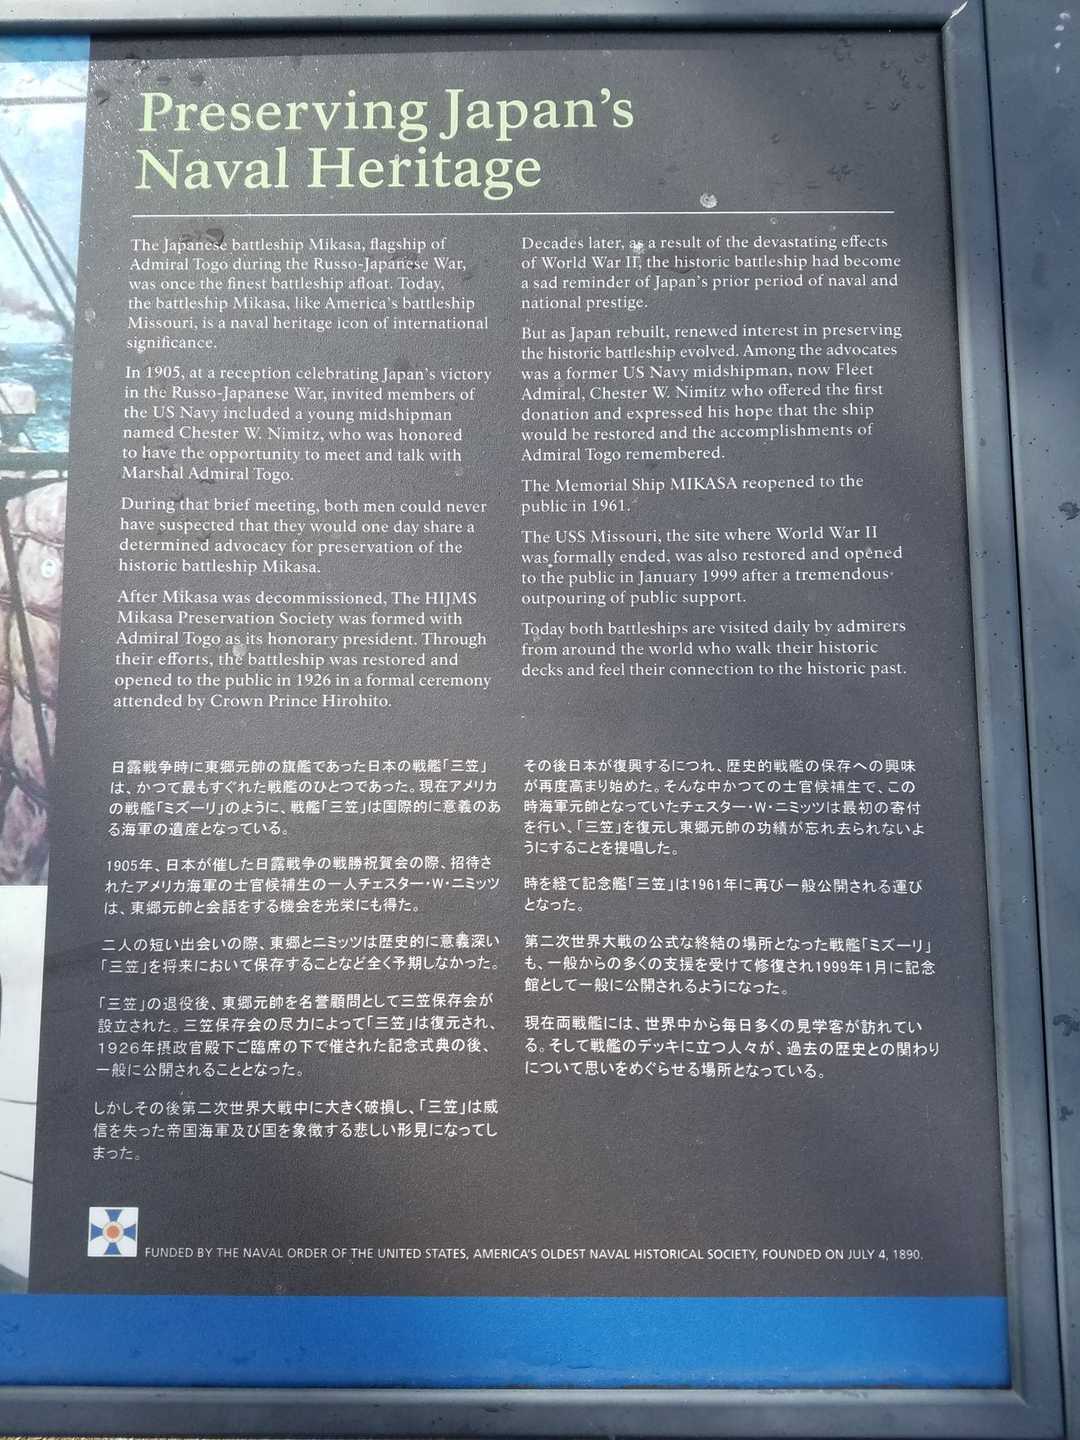 Preserving Japan's
Naval Heritage
The Japanese battleship Mikasa, flagship of
Admiral Togo during the Russo-Japanese War,
was once the finest battleship afloat. Today,
the battleship Mikasa, like America's battleship
Missouri, is a naval heritage icon of international
significance.
In 1905, at a reception celebrating Japan's victory
in the Russo-Japanese War, invited members of
the US Navy included a young midshipman
named Chester W. Nimitz, who was honored
to have the opportunity to meet and talk with
Marshal Admiral Togo.
During that brief meeting, both men could never
have suspected that they would one day share a
determined advocacy for preservation of the
historic battleship Mikasa.
After Mikasa was decommissioned, The HIJMS
Mikasa Preservation Society was formed with
Admiral Togo as its honorary president. Through
their efforts, the battleship was restored and
opened to the public in 1926 in a formal ceremony
attended by Crown Prince Hirohito.
Decades later, as a result of the devastating effects
of World War II, the historic battleship had become
a sad reminder of Japan's prior period of naval and
national prestige.
But as Japan rebuilt, renewed interest in preserving
the historic battleship evolved. Among the advocates
was a former US Navy midshipman, now Fleet
Admiral, Chester W. Nimitz who offered the first
donation and expressed his hope that the ship
would be restored and the accomplishments of
Admiral Togo remembered.
The Memorial Ship MIKASA reopened to the
public in 1961.
The USS Missouri, the site where World War II
was formally ended, was also restored and opened
to the public in January 1999 after a tremendous
outpouring of public support.
Today both battleships are visited daily by admirers
from around the world who walk their historic
decks and feel their connection to the historic past.
日露戦争時に東郷元帥の旗艦であった日本の戦艦「三笠」
は、かつて最もすぐれた戦艦のひとつであった。現在アメリカ
の戦艦「ミズーリ」のように、戦艦「三笠」は国際的に意義のあ
る海軍の遺産となっている。
1905年、日本が催した日露戦争の戦勝祝賀会の際、招待さ
れたアメリカ海軍の士官候補生の一人チェスター・W・ニミッツ
は、東郷元帥と会話をする機会を光栄にも得た。
二人の短い出会いの際、東郷とニミッツは歴史的に意義深い
「三笠」を将来において保存することなど全く予期しなかった。
「三笠」の退役後、東郷元帥を名誉顧問として三笠保存会が
設立された。三笠保存会の尽力によって「三笠」は復元され、
1926年摂政官殿下ご臨席の下で催された記念式典の後、
一般に公開されることとなった。
しかしその後第二次世界大戦中に大きく破損し、「三笠」は威
信を失った帝国海軍及び国を象徴する悲しい形見になってし
まった。
その後日本が復興するにつれ、歴史的戦艦の保存への興味
が再度高まり始めた。そんな中かつての士官候補生で、この
時海軍元帥となっていたチェスター・W・ニミッツは最初の寄付
を行い、「三笠」を復元し東郷元帥の功績が忘れ去られないよ
うにすることを提唱した。
時を経て記念艦「三笠」は1961年に再び一般公開される運び
となった。
第二次世界大戦の公式な終結の場所となった戦艦「ミズーリ」
も、一般からの多くの支援を受けて修復され1999年1月に記念
館として一般に公開されるようになった。
現在両戦艦には、世界中から毎日多くの見学客が訪れてい
る。そして戦艦のデッキに立つ人々が、過去の歴史との関わり
について思いをめぐらせる場所となっている。
FUNDED BY THE NAVAL ORDER OF THE UNITED STATES, AMERICA'S OLDEST NAVAL HISTORICAL SOCIETY, FOUNDED ON JULY 4, 1890.